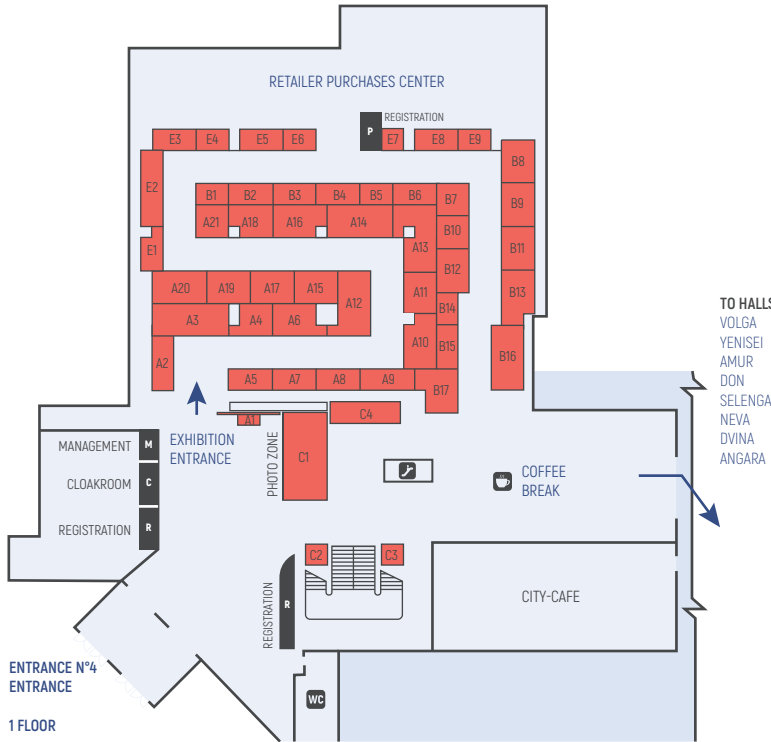 RETAILER PURCHASES CENTER
REGISTRATION
P
E3 E4 E5 E6 E7 E8 E9
B8
E2
B1 B2 B3 B4 B5 B6 B7
B9
A21 A18 A16 A14
B10
E1
A13
B11
B12
A20 A19 A17 A15
A11
B13
A12
B14
A3 A4 A6
A10
B15
A2
B16
A5 A7 A8 A9
B17
A1
C4
TO HALLS
VOLGA
YENISEI
AMUR
DON
SELENGA
NEVA
DVINA
ANGARA
EXHIBITION
ENTRANCE
PHOTO ZONE
C1
MANAGEMENT M
CLOAKROOM C
REGISTRATION R
COFFEE
BREAK
C2 C3
REGISTRATION
R
CITY-CAFE
WC
ENTRANCE N°4
ENTRANCE
1 FLOOR